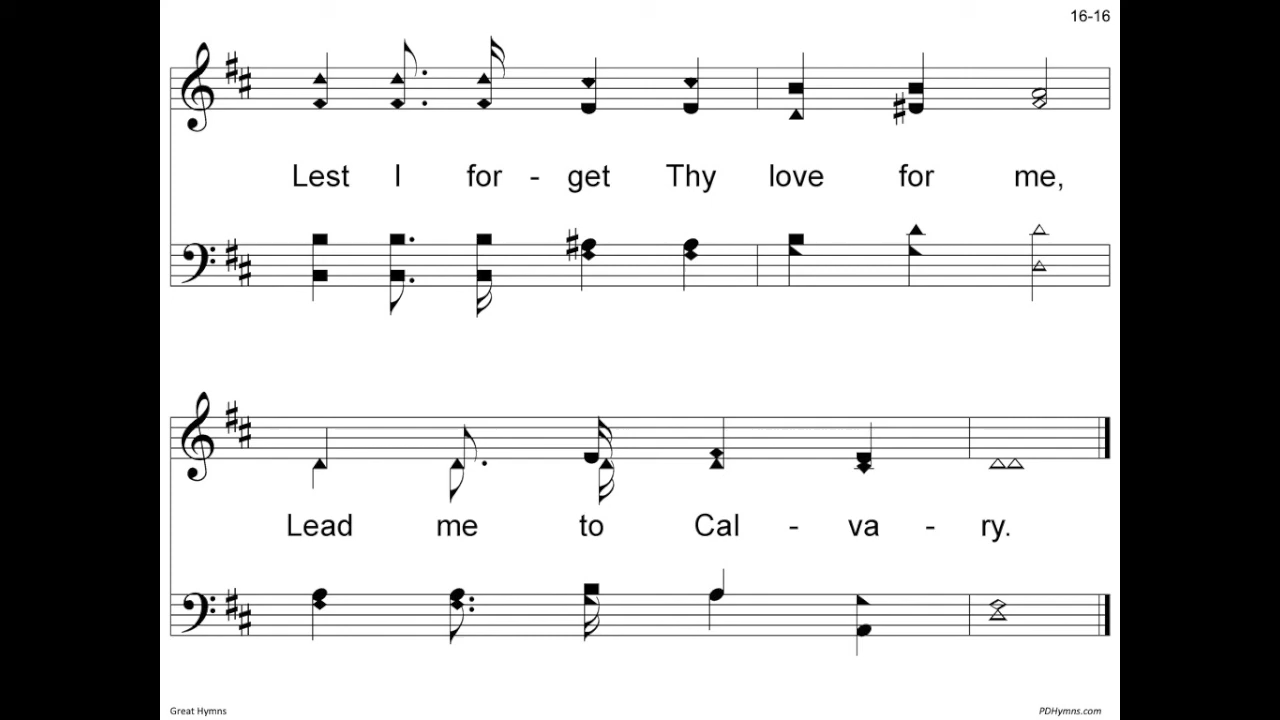 16-16
Lest I for - get Thy love for me,
Lead me to Cal - va - ry.
Great Hymns PDHymns.com